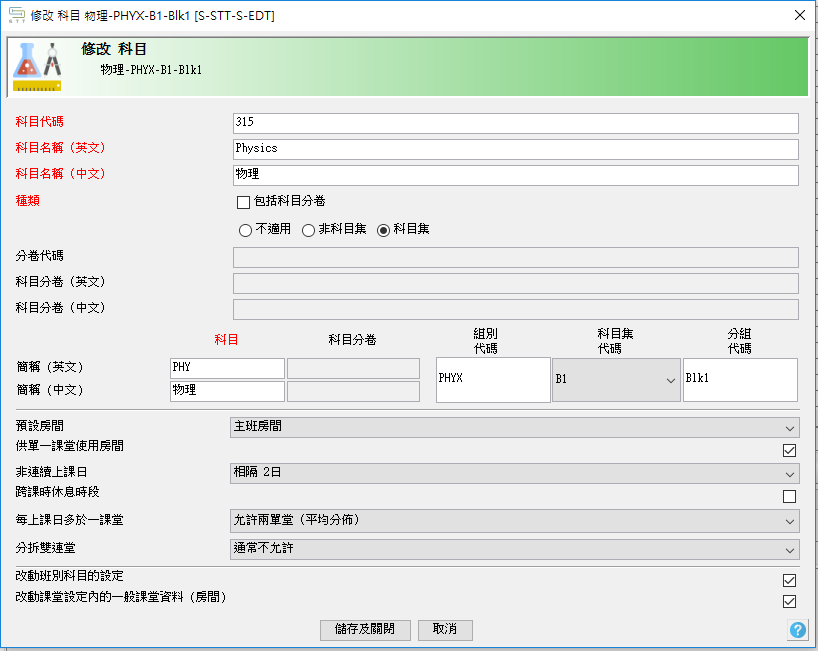 修改 科目 物理-PHYX-B1-Blk1 [S-STT-S-EDT]
修改 科目
物理-PHYX-B1-Blk1
科目代碼 315
科目名稱（英文） Physics
科目名稱（中文） 物理
種類 包括科目分卷
不適用 非科目集 科目集
分卷代碼
科目分卷（英文）
科目分卷（中文）
科目 科目分卷 組別 科目集 分組
代碼 代碼 代碼
簡稱（英文） PHY PHYX B1 Blk1
簡稱（中文） 物理
預設房間 主班房間
供單一課堂使用房間
非連續上課日 相隔 2日
跨課時休息時段
每上課日多於一課堂 允許兩單堂（平均分佈）
分拆雙連堂 通常不允許
改動班別科目的設定
改動課堂設定內的一般課堂資料（房間）
儲存及關閉 取消
?